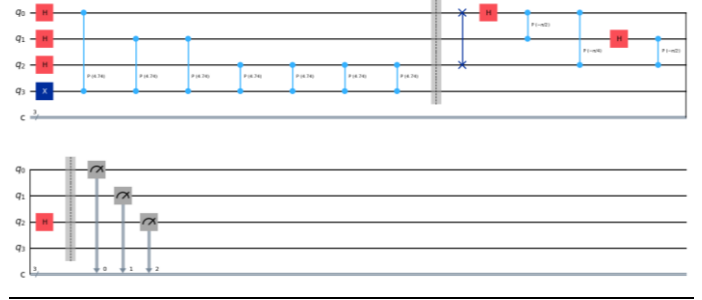 q₀ H H
P (-π/2)
q₁ H H
P (-π/4) P (-π/2)
q₂ H
P (4.74) P (4.74) P (4.74) P (4.74) P (4.74) P (4.74) P (4.74)
q₃ X
c 3
q₀
q₁
q₂ H
q₃
c 3 0 1 2